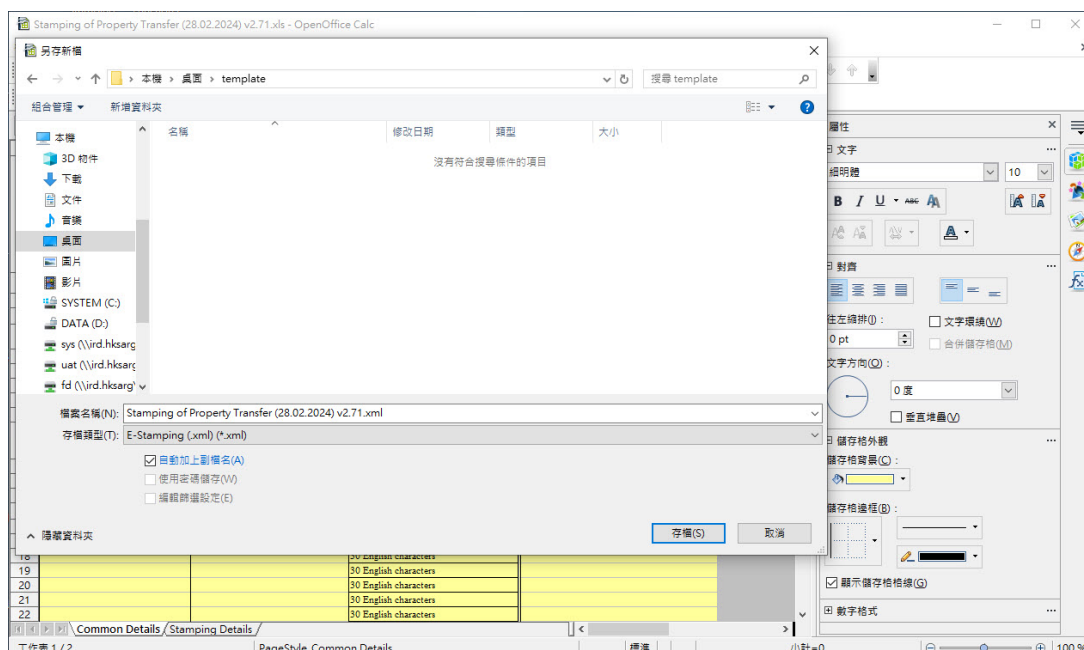 Stamping of Property Transfer (28.02.2024) v2.71.xls - OpenOffice Calc
另存新檔
本機 › 桌面 › template
搜尋 template
組合管理 新增資料夾
名稱 修改日期 類型 大小
沒有符合搜尋條件的項目
本機
3D 物件
下載
文件
音樂
桌面
圖片
影片
SYSTEM (C:)
DATA (D:)
sys (\\ird.hksarg
uat (\\ird.hksarg
fd (\\ird.hksarg\
檔案名稱(N): Stamping of Property Transfer (28.02.2024) v2.71.xml
存檔類型(T): E-Stamping (.xml) (*.xml)
自動加上副檔名(A)
使用密碼儲存(W)
編輯篩選設定(E)
隱藏資料夾
存檔(S) 取消
屬性
文字
細明體 10
B I U ABC
對齊
往左縮排(I) :
文字環繞(W)
0 pt
合併儲存格(M)
文字方向(O) :
0 度
垂直堆疊(V)
儲存格外觀
儲存格背景(C) :
儲存格邊框(B) :
顯示儲存格格線(G)
數字格式
18 30 English characters
19 30 English characters
20 30 English characters
21 30 English characters
22 30 English characters
Common Details Stamping Details
工作表 1 / 2 PageStyle_Common Details 標準 小計=0 100 %